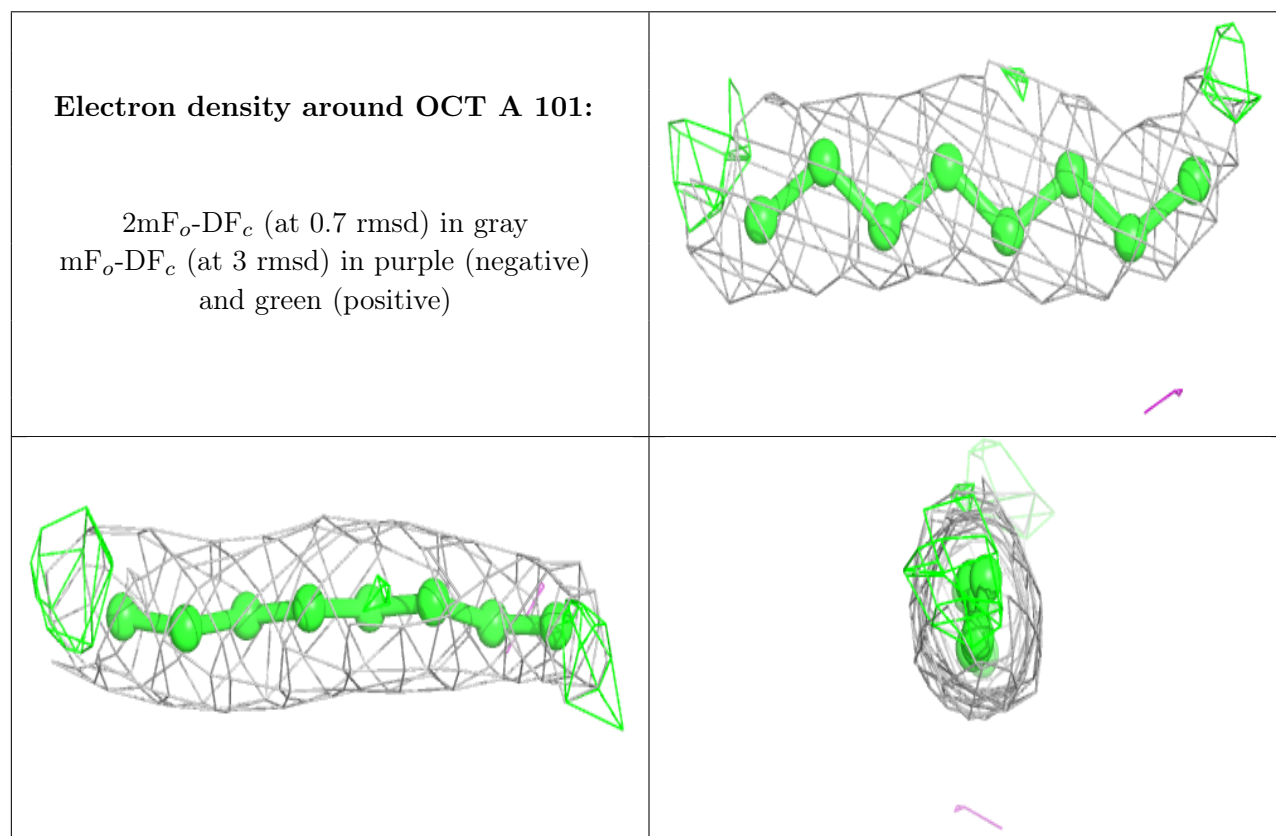 Electron density around OCT A 101:
2mF$_o$-DF$_c$ (at 0.7 rmsd) in gray
mF$_o$-DF$_c$ (at 3 rmsd) in purple (negative)
and green (positive)